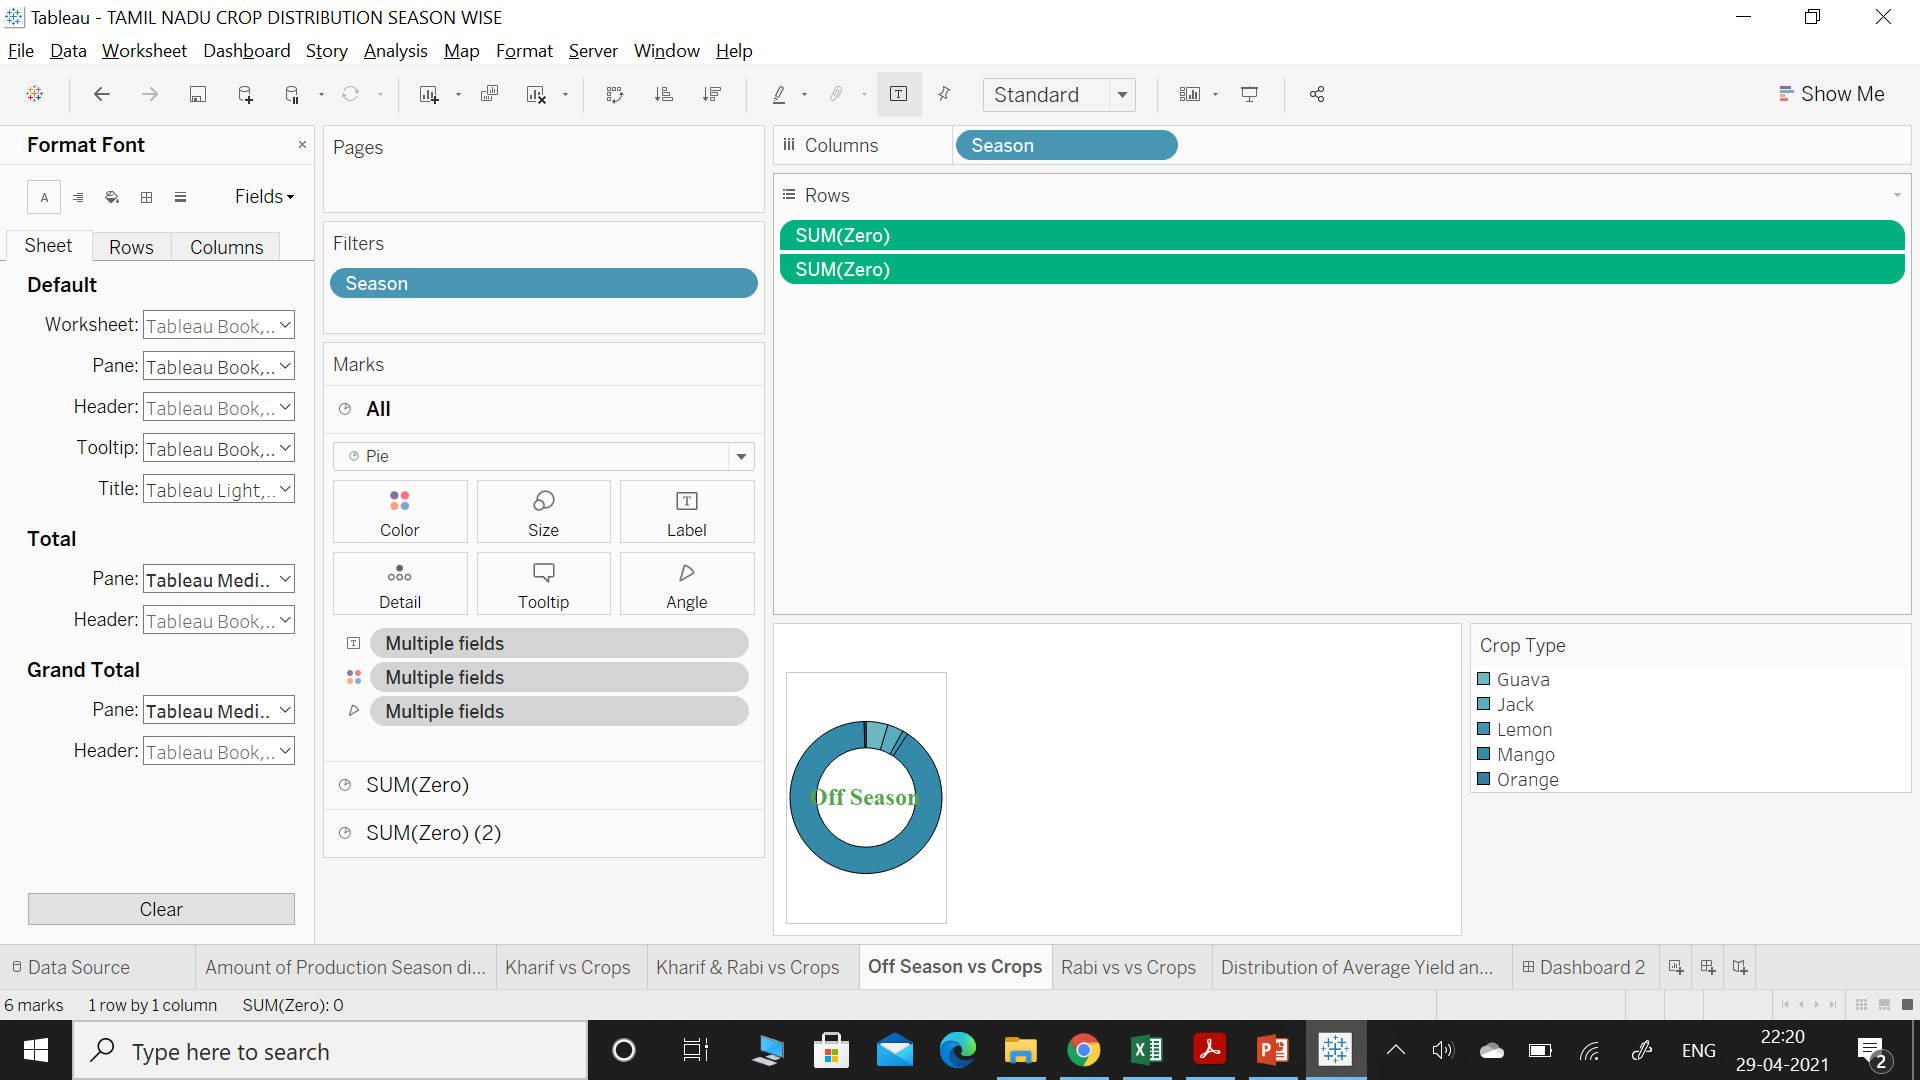 Tableau - TAMIL NADU CROP DISTRIBUTION SEASON WISE
File Data Worksheet Dashboard Story Analysis Map Format Server Window Help
Standard
Show Me
Format Font
Fields
Sheet Rows Columns
Default
Worksheet: Tableau Book,..
Pane: Tableau Book,..
Header: Tableau Book,..
Tooltip: Tableau Book,..
Title: Tableau Light,..
Total
Pane: Tableau Medi..
Header: Tableau Book,..
Grand Total
Pane: Tableau Medi..
Header: Tableau Book,..
Clear
Pages
Filters
Season
Marks
All
Pie
Color Size Label
Detail Tooltip Angle
Multiple fields
Multiple fields
Multiple fields
SUM(Zero)
SUM(Zero) (2)
Columns Season
Rows
SUM(Zero)
SUM(Zero)
Off Season
Crop Type
Guava
Jack
Lemon
Mango
Orange
Data Source Amount of Production Season di... Kharif vs Crops Kharif & Rabi vs Crops Off Season vs Crops Rabi vs vs Crops Distribution of Average Yield an... Dashboard 2
6 marks 1 row by 1 column SUM(Zero): 0
Type here to search
ENG
22:20
29-04-2021
2